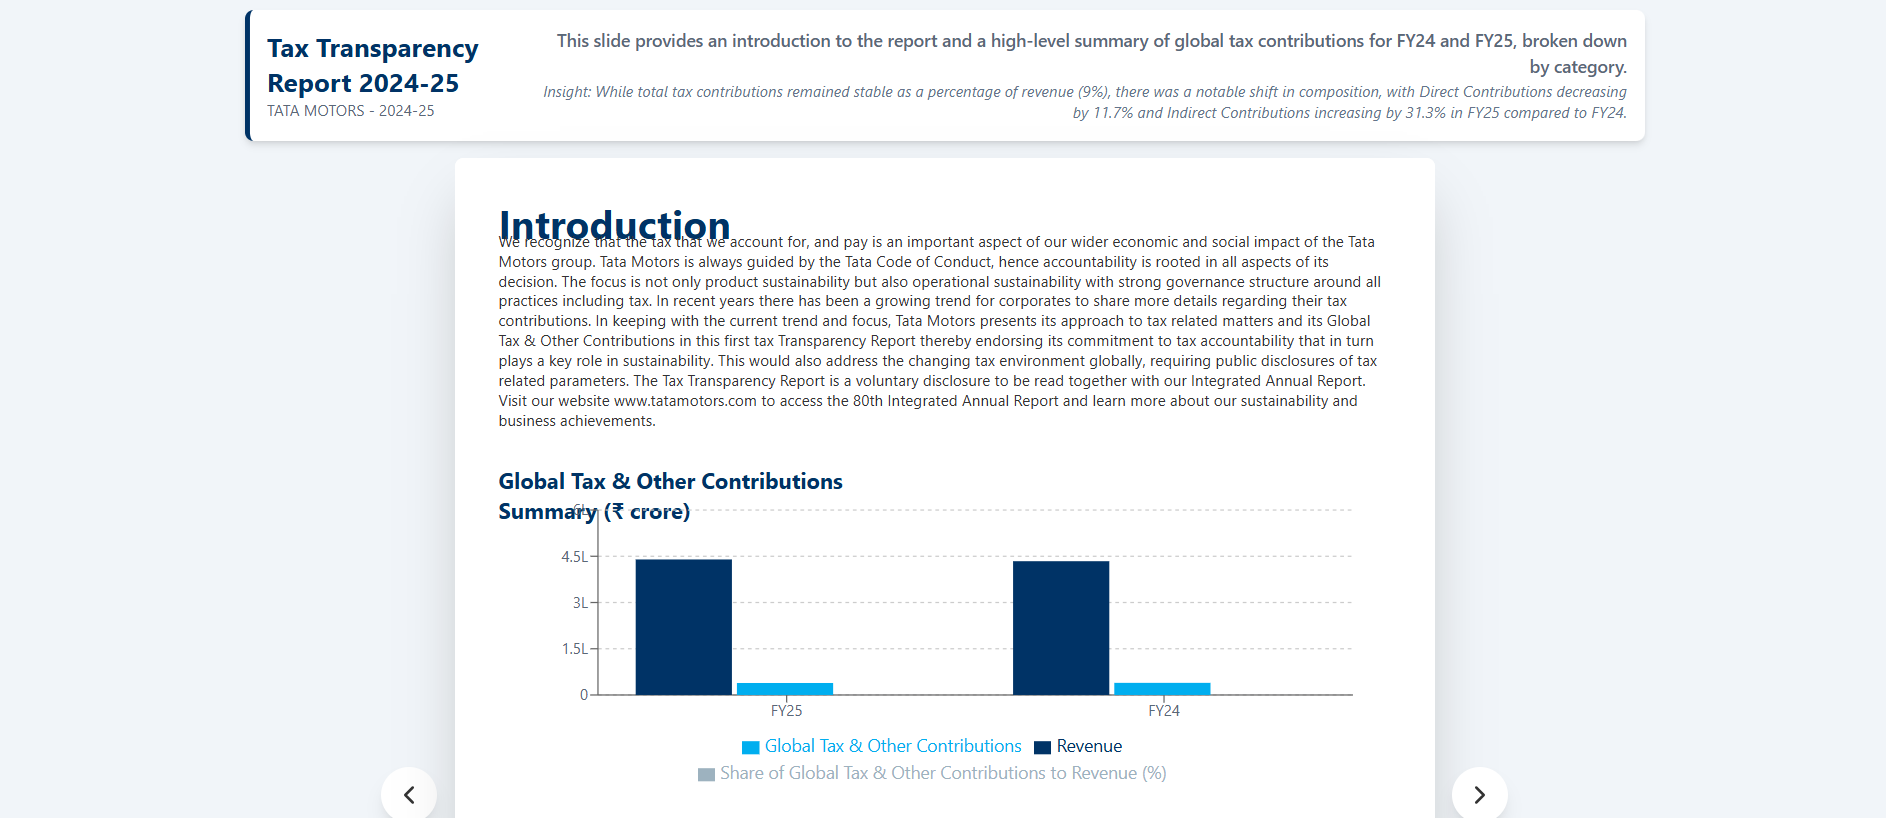 Tax Transparency
Report 2024-25
TATA MOTORS - 2024-25
This slide provides an introduction to the report and a high-level summary of global tax contributions for FY24 and FY25, broken down
by category.
Insight: While total tax contributions remained stable as a percentage of revenue (9%), there was a notable shift in composition, with Direct Contributions decreasing
by 11.7% and Indirect Contributions increasing by 31.3% in FY25 compared to FY24.
Introduction
We recognize that the tax that we account for, and pay is an important aspect of our wider economic and social impact of the Tata
Motors group. Tata Motors is always guided by the Tata Code of Conduct, hence accountability is rooted in all aspects of its
decision. The focus is not only product sustainability but also operational sustainability with strong governance structure around all
practices including tax. In recent years there has been a growing trend for corporates to share more details regarding their tax
contributions. In keeping with the current trend and focus, Tata Motors presents its approach to tax related matters and its Global
Tax & Other Contributions in this first tax Transparency Report thereby endorsing its commitment to tax accountability that in turn
plays a key role in sustainability. This would also address the changing tax environment globally, requiring public disclosures of tax
related parameters. The Tax Transparency Report is a voluntary disclosure to be read together with our Integrated Annual Report.
Visit our website www.tatamotors.com to access the 80th Integrated Annual Report and learn more about our sustainability and
business achievements.
Global Tax & Other Contributions
Summary (₹ crore)
6L
4.5L
3L
1.5L
0
FY25 FY24
Global Tax & Other Contributions Revenue
Share of Global Tax & Other Contributions to Revenue (%)